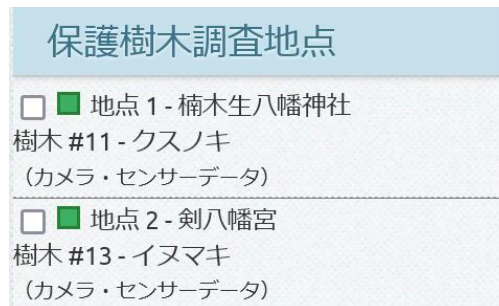 保護樹木調査地点
地点 1 - 楠木生八幡神社
樹木 #11 - クスノキ
（カメラ・センサーデータ）
地点 2 - 剣八幡宮
樹木 #13 - イヌマキ
（カメラ・センサーデータ）